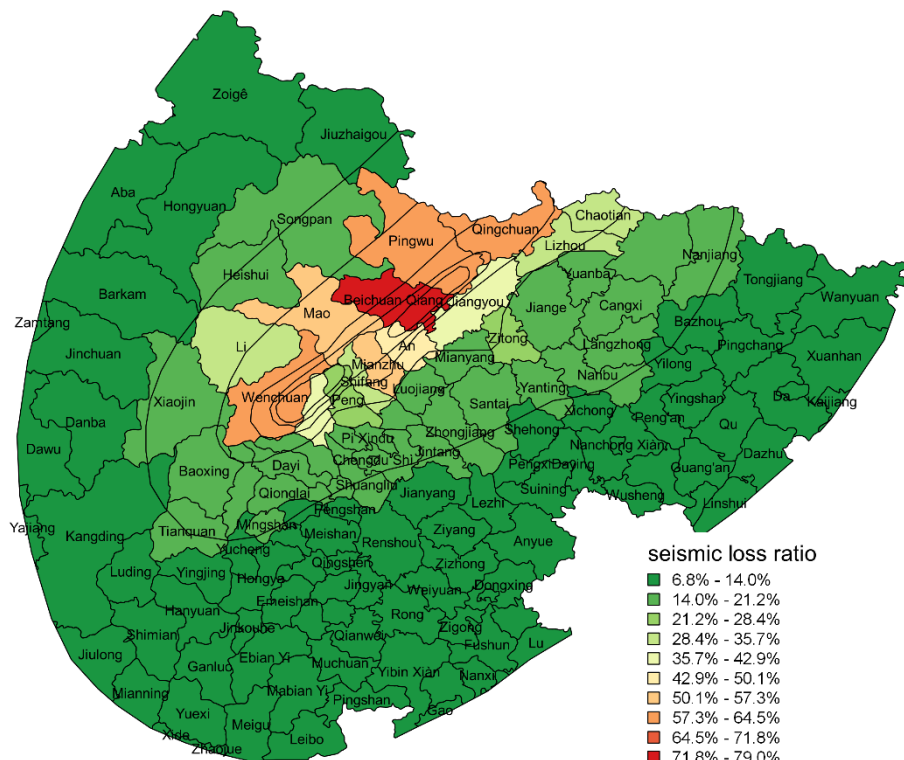 Zoigê
Jiuzhaigou
Aba
Hongyuan
Songpan
Chaotian
Qingchuan
Pingwu
Lizhou
Nanjiang
Heishui
Yuanba
Tongjiang
Barkam
Beichuan Qiang
Jiangyou
Jiange
Cangxi
Wanyuan
Mao
Zamtang
Bazhou
Li
An
Zitong
Langzhong
Pingchang
Jinchuan
Mianyang
Xuanhan
Mianzhu
Yilong
Shifang
Nanbu
Luojiang
Yanting
Xiaojin
Wenchuan
Peng
Santai
Yingshan
Da
Kaijiang
Danba
Xichong
Peng'an
Qu
Pi Xindu
Zhongjiang
Shehong
Dawu
Nanchong Xian
Dazhu
Jintang
Chengdu Shi
Baoxing
Dayi
Pengxi
Daying
Guang'an
Shuangliu
Qionglai
Jianyang
Suining
Lezhi
Wusheng
Linshui
Pengshan
Yajiang
Tianquan
Mingshan
Kangding
Meishan
Ziyang
Renshou
Anyue
Yucheng
Qingshen
Zizhong
Luding
Yingjing
Hongya
Jingyan
Weiyuan
Dongxing
Emeishan
Hanyuan
Rong
Shimian
Jinkouhe
Qianwei
Zigong
Fushun
Lu
Jiulong
Ganluo
Ebian Yi
Muchuan
Yibin Xian
Nanxi
Mianning
Mabian Yi
Pingshan
Yuexi
Meigu
Gao
Xide
Leibo
Zhaojue
seismic loss ratio
6.8% - 14.0%
14.0% - 21.2%
21.2% - 28.4%
28.4% - 35.7%
35.7% - 42.9%
42.9% - 50.1%
50.1% - 57.3%
57.3% - 64.5%
64.5% - 71.8%
71.8% - 79.0%